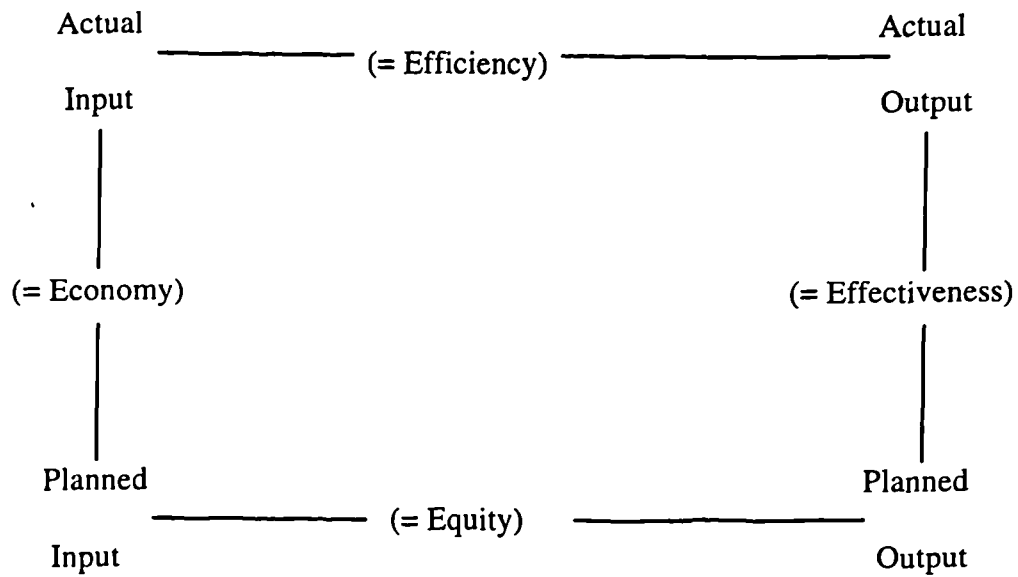 Actual Actual
(= Efficiency)
Input Output
(= Economy) (= Effectiveness)
Planned Planned
(= Equity)
Input Output